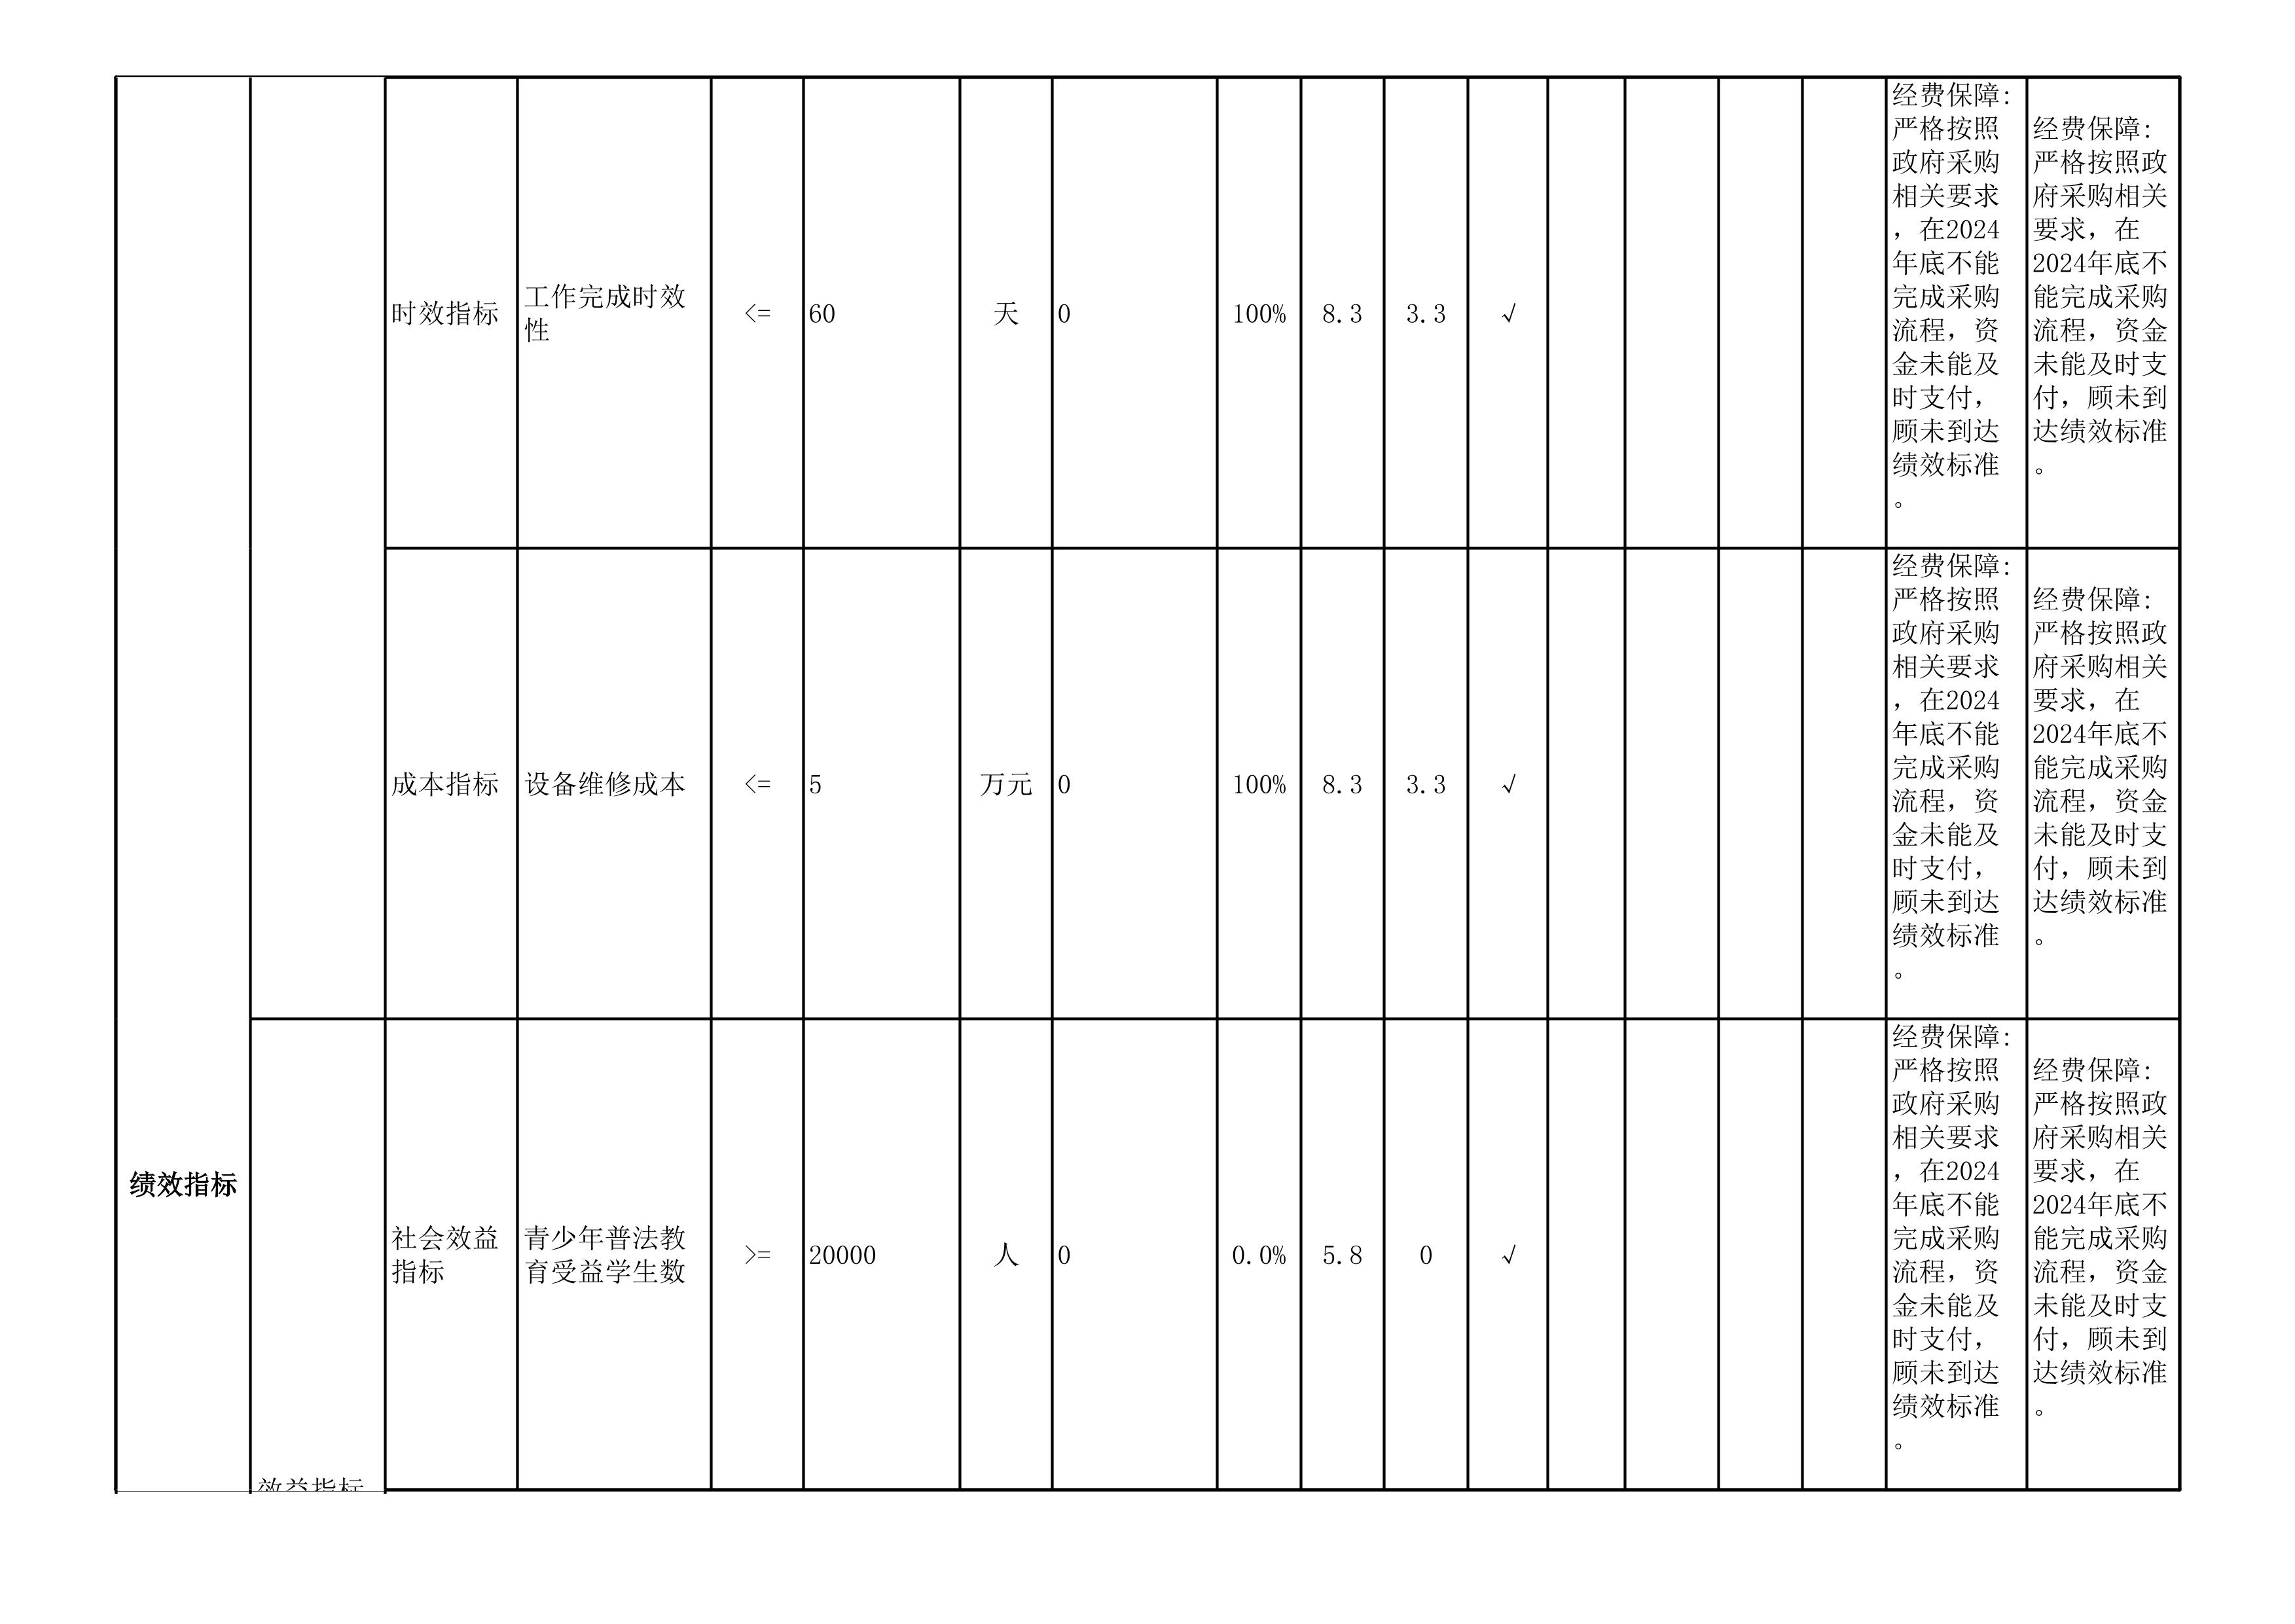 绩效指标
时效指标
工作完成时效
性
<=
60
天
0
100%
8.3
3.3
√
经费保障:
严格按照
政府采购
相关要求
，在2024
年底不能
完成采购
流程，资
金未能及
时支付，
顾未到达
绩效标准
。
经费保障:
严格按照政
府采购相关
要求，在
2024年底不
能完成采购
流程，资金
未能及时支
付，顾未到
达绩效标准
。
成本指标
设备维修成本
<=
5
万元
0
100%
8.3
3.3
√
经费保障:
严格按照
政府采购
相关要求
，在2024
年底不能
完成采购
流程，资
金未能及
时支付，
顾未到达
绩效标准
。
经费保障:
严格按照政
府采购相关
要求，在
2024年底不
能完成采购
流程，资金
未能及时支
付，顾未到
达绩效标准
。
效益指标
社会效益
指标
青少年普法教
育受益学生数
>=
20000
人
0
0.0%
5.8
0
√
经费保障:
严格按照
政府采购
相关要求
，在2024
年底不能
完成采购
流程，资
金未能及
时支付，
顾未到达
绩效标准
。
经费保障:
严格按照政
府采购相关
要求，在
2024年底不
能完成采购
流程，资金
未能及时支
付，顾未到
达绩效标准
。